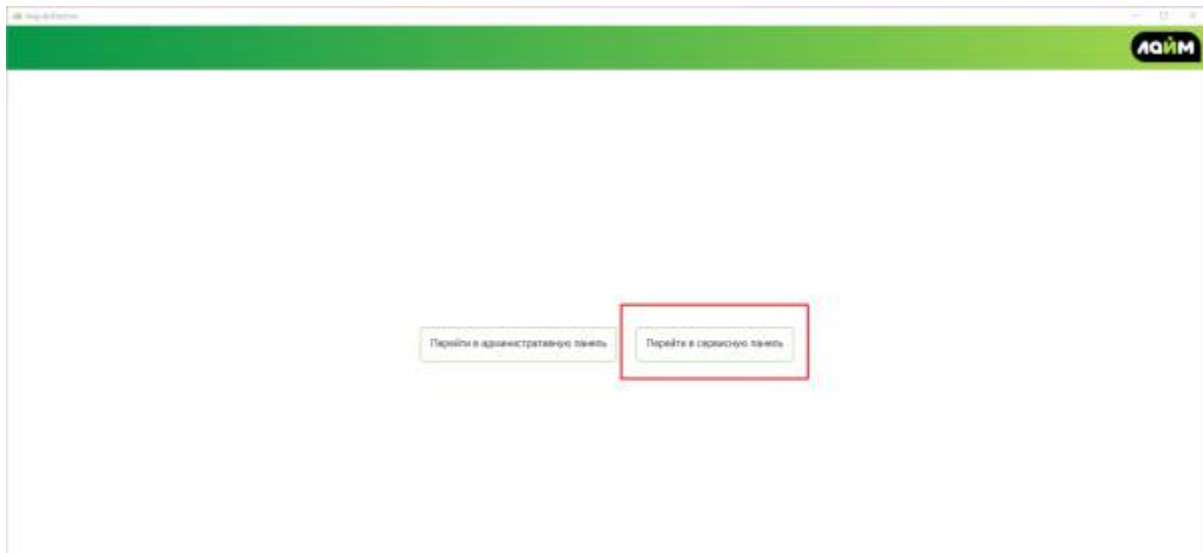 лайм
Перейти в административную панель
Перейти в сервисную панель